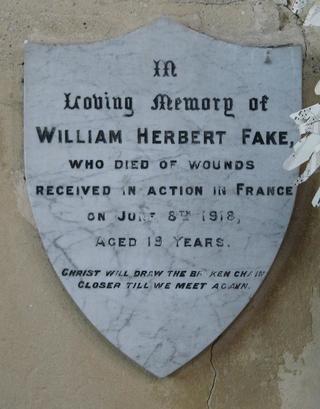 In
Loving Memory of
WILLIAM HERBERT FAKE,
WHO DIED OF WOUNDS
RECEIVED IN ACTION IN FRANCE
ON JUNE 8TH 1918,
AGED 19 YEARS.
CHRIST WILL DRAW THE BROKEN CHAIN
CLOSER TILL WE MEET AGAIN.